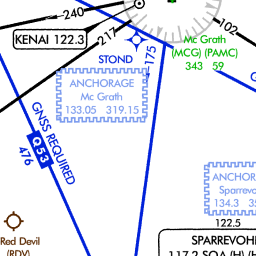 240
KENAI 122.3
217
102
STOND
175
Mc Grath
(MCG) (PAMC)
343 59
ANCHORAGE
Mc Grath
133.05 319.15
GNSS REQUIRED
Q53
476
ANCHOR
Sparrevo
134.3 35
122.5
Red Devil
(RDV)
SPARREVOH
117.2 SQA (H) (H